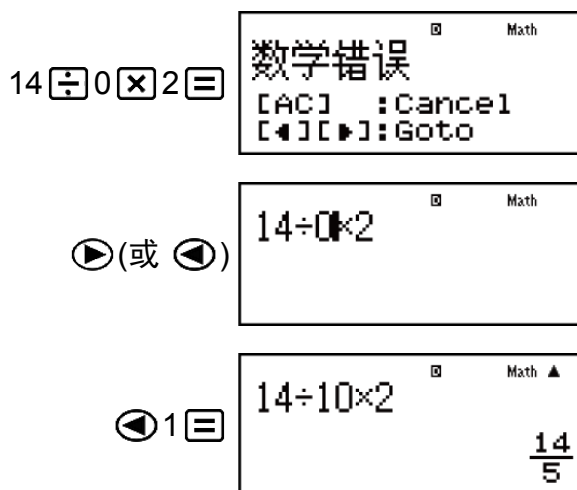 14÷0×2=
D Math
数学错误
[AC] :Cancel
[◀][▶]:Goto
▶(或 ◀)
D Math
14÷0×2
◀1=
D Math ▲
14÷10×2
14
5